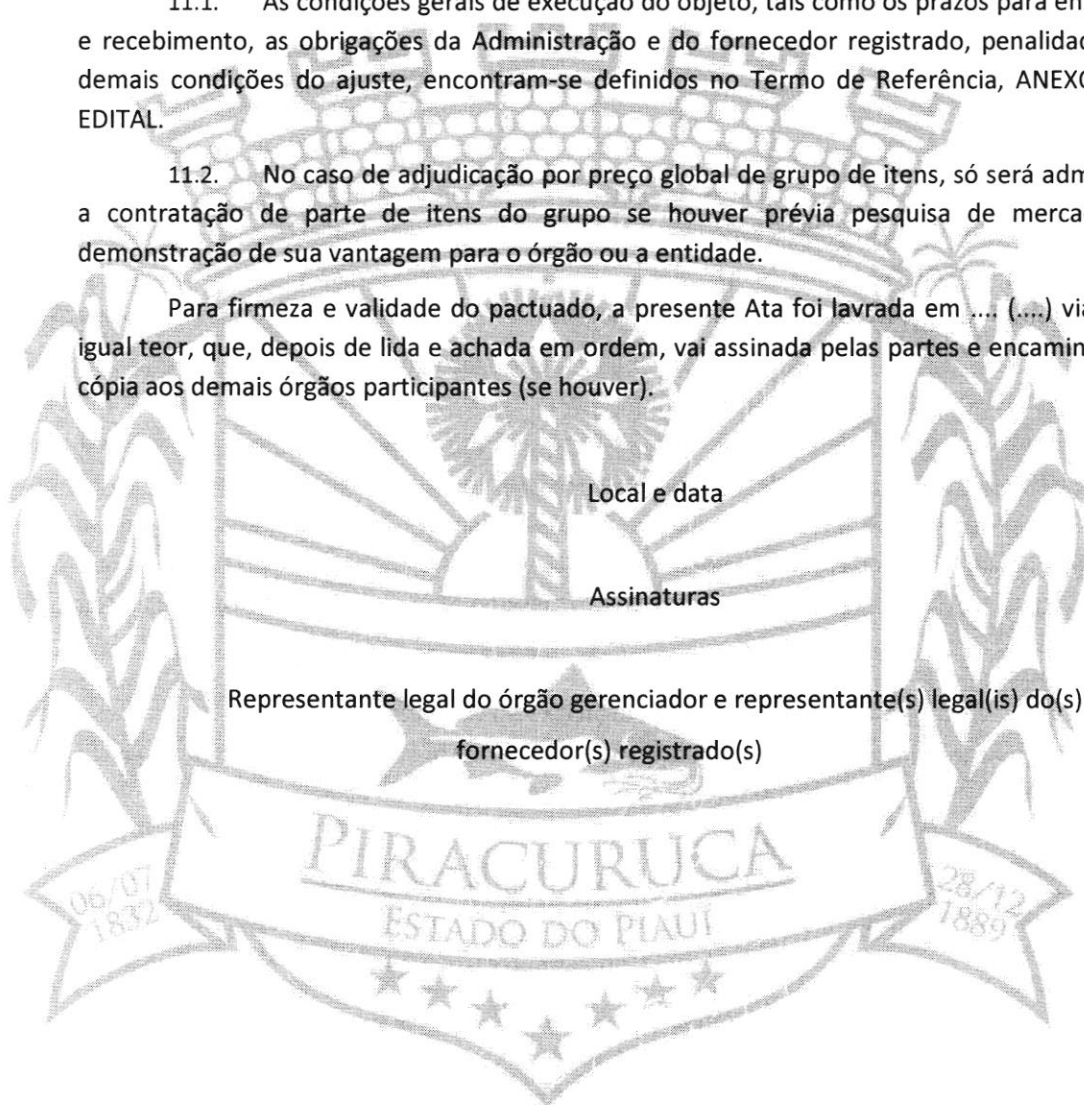 11.1. As condições gerais de execução do objeto, tais como os prazos para
e recebimento, as obrigações da Administração e do fornecedor registrado,
demais condições do ajuste, encontram-se definidos no Termo de Referência,
EDITAL.
11.2. No caso de adjudicação por preço global de grupo de itens, só será
a contratação de parte de itens do grupo se houver prévia pesquisa de
demonstração de sua vantagem para o órgão ou a entidade.
Para firmeza e validade do pactuado, a presente Ata foi lavrada em .... (....)
igual teor, que, depois de lida e achada em ordem, vai assinada pelas partes e
cópia aos demais órgãos participantes (se houver).
Local e data
Assinaturas
Representante legal do órgão gerenciador e representante(s) legal(is) do(s)
fornecedor(s) registrado(s)
PIRACURUCA
06/07
1832
28/12
1889
ESTADO DO PIAUÍ